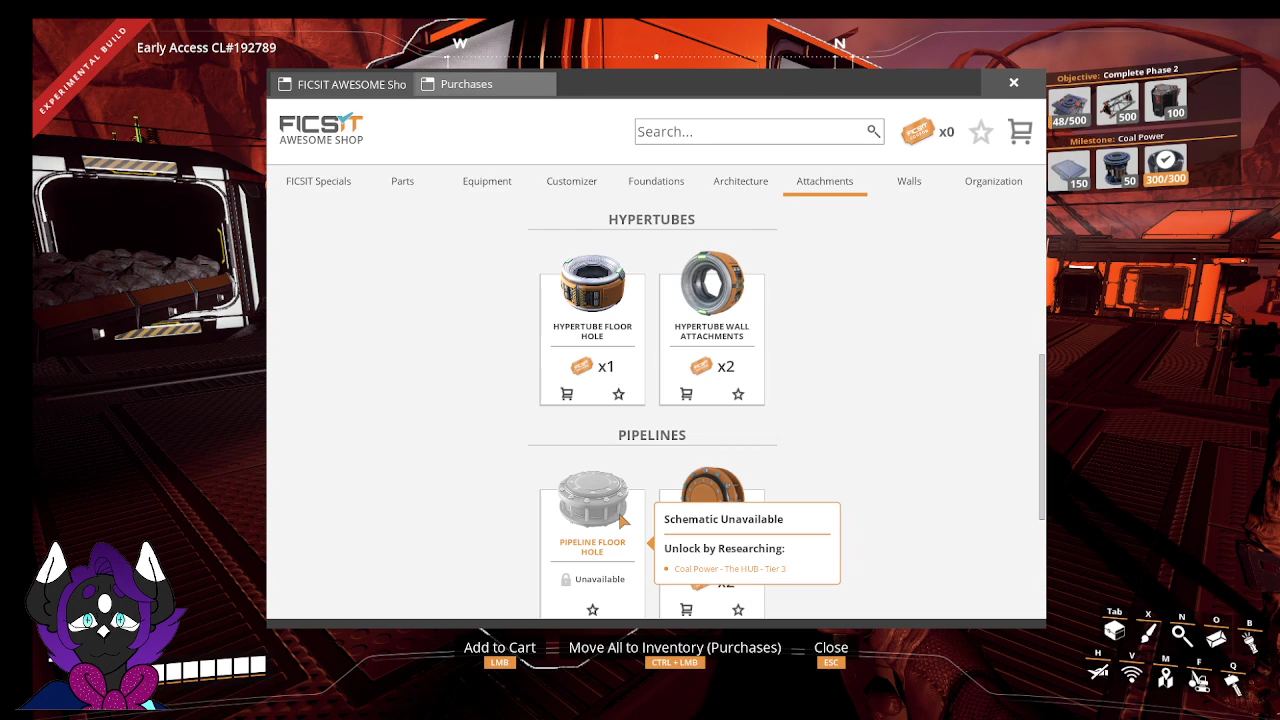 EXPERIMENTAL BUILD
Early Access CL#192789
W
N
FICSIT AWESOME Sho
Purchases
Objective: Complete Phase 2
48/500
500
100
Milestone: Coal Power
150
50
300/300
FICSIT
AWESOME SHOP
Search...
x0
FICSIT Specials
Parts
Equipment
Customizer
Foundations
Architecture
Attachments
Walls
Organization
HYPERTUBES
HYPERTUBE FLOOR
HOLE
x1
HYPERTUBE WALL
ATTACHMENTS
x2
PIPELINES
PIPELINE FLOOR
HOLE
Unavailable
Schematic Unavailable
Unlock by Researching:
Coal Power - The HUB - Tier 3
x2
Add to Cart
LMB
Move All to Inventory (Purchases)
CTRL + LMB
Close
ESC
Tab
X
N
O
B
H
V
M
F
Q